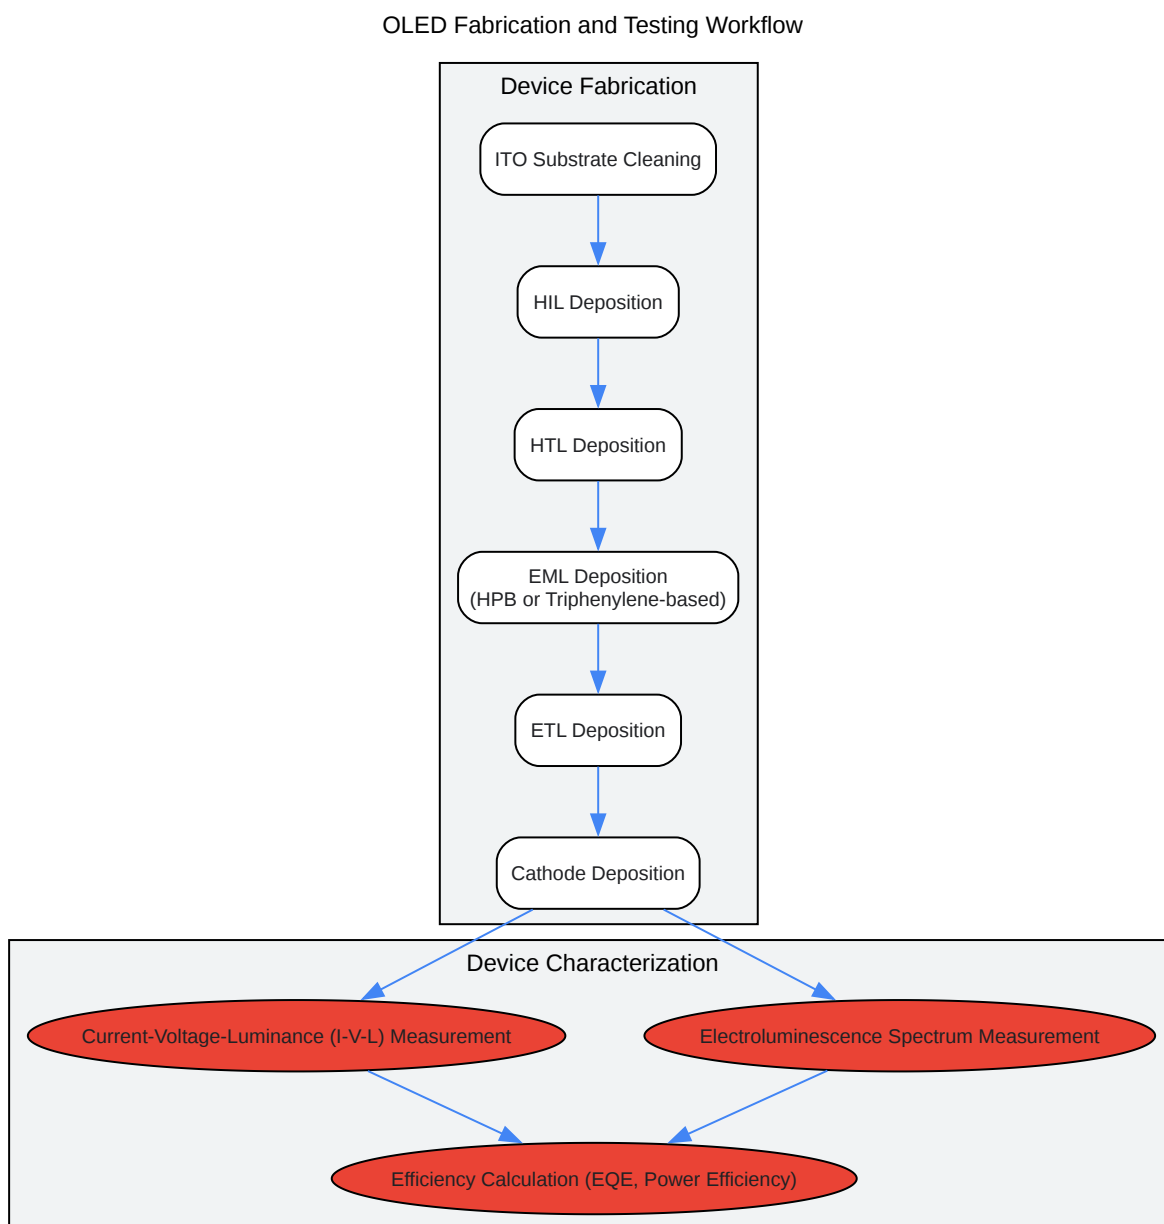 OLED Fabrication and Testing Workflow
Device Fabrication
ITO Substrate Cleaning
HIL Deposition
HTL Deposition
EML Deposition
(HPB or Triphenylene-based)
ETL Deposition
Cathode Deposition
Device Characterization
Current-Voltage-Luminance (I-V-L) Measurement
Electroluminescence Spectrum Measurement
Efficiency Calculation (EQE, Power Efficiency)